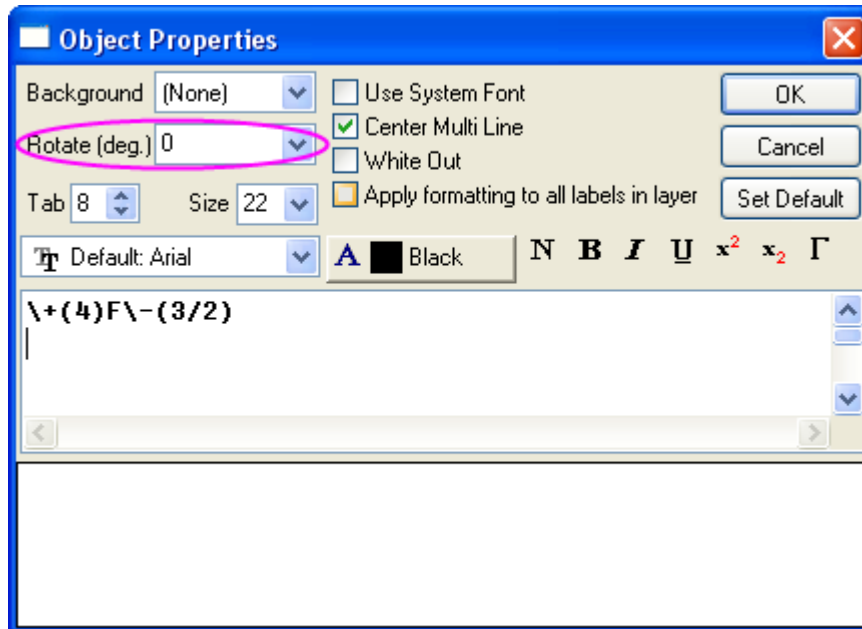 Object Properties
Background (None) Use System Font OK
Rotate (deg.) 0 Center Multi Line
White Out Cancel
Tab 8 Size 22 Apply formatting to all labels in layer Set Default
Default: Arial A Black N B I U x² x₂ Γ
\+(4)F\-(3/2)